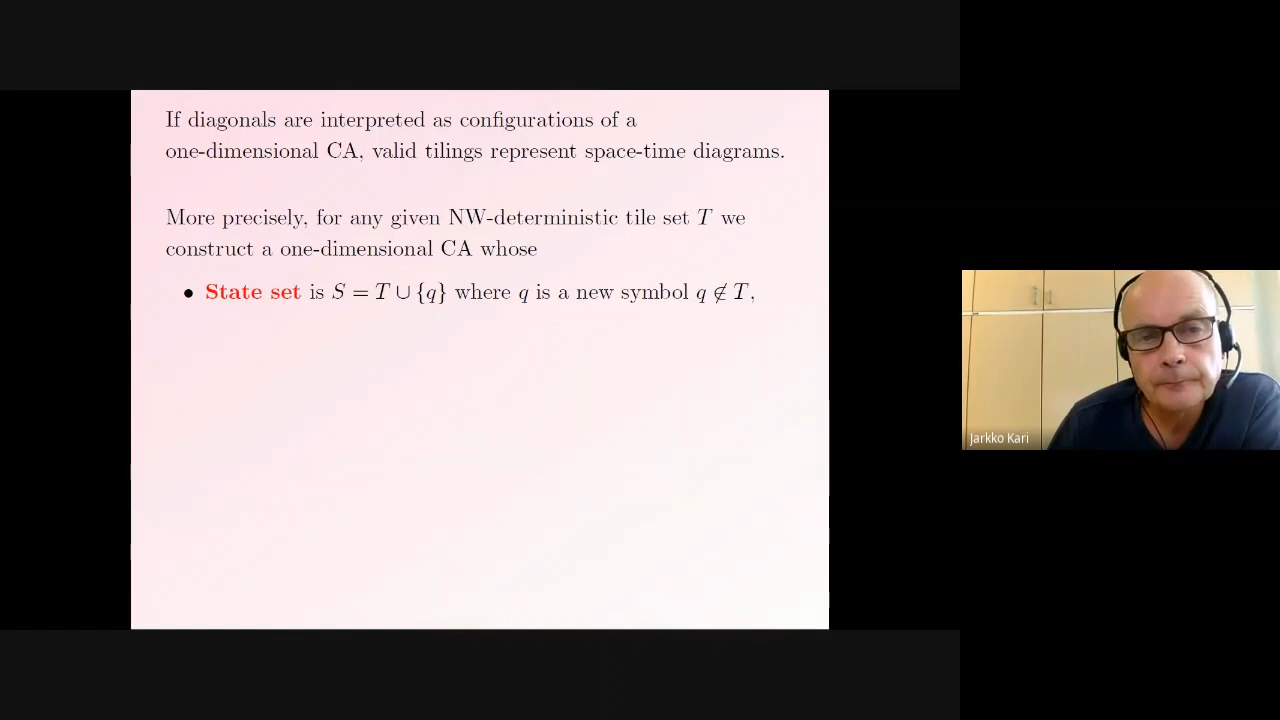 If diagonals are interpreted as configurations of a
one-dimensional CA, valid tilings represent space-time diagrams.
More precisely, for any given NW-deterministic tile set T we
construct a one-dimensional CA whose
• State set is S = T ∪ {q} where q is a new symbol q ∉ T,
Jarkko Kari